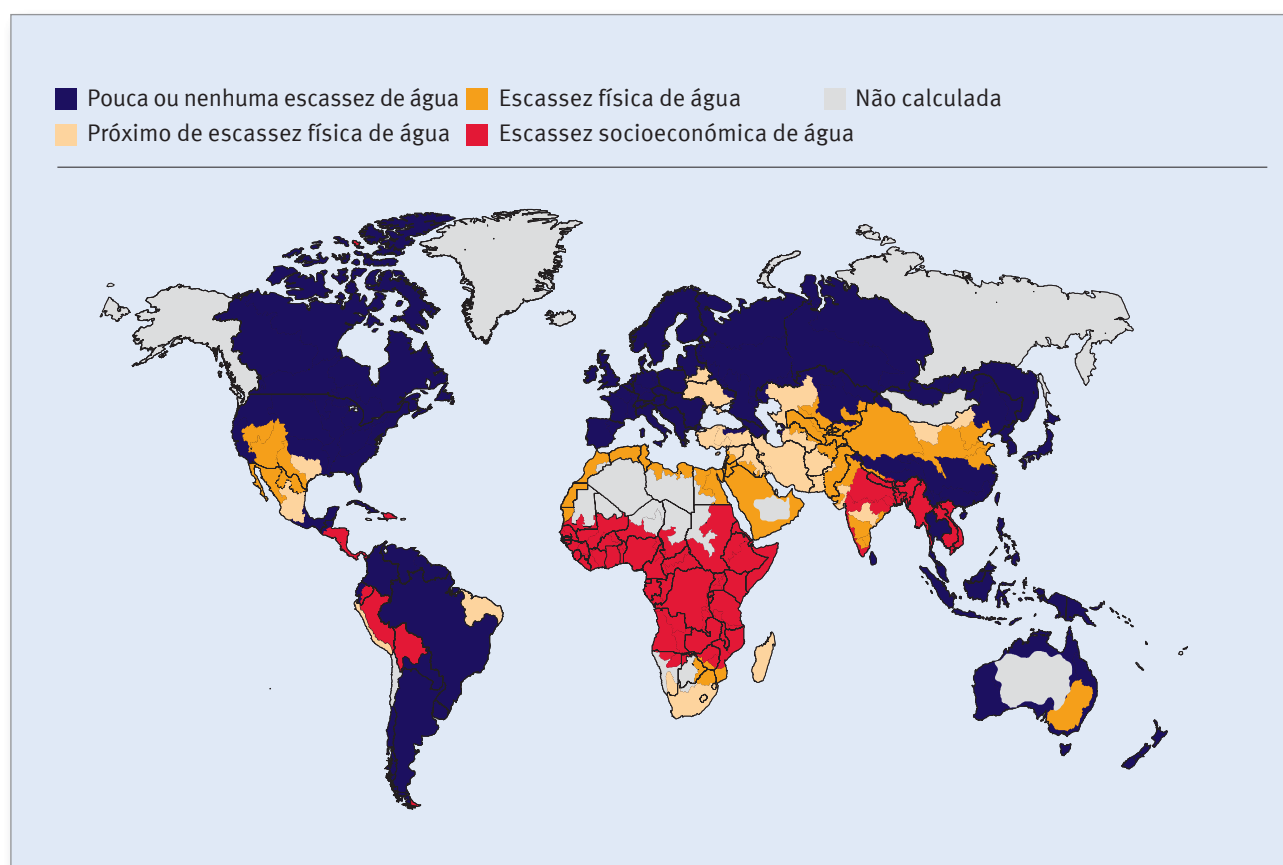 Pouca ou nenhuma escassez de água Escassez física de água Não calculada
Próximo de escassez física de água Escassez socioeconómica de água